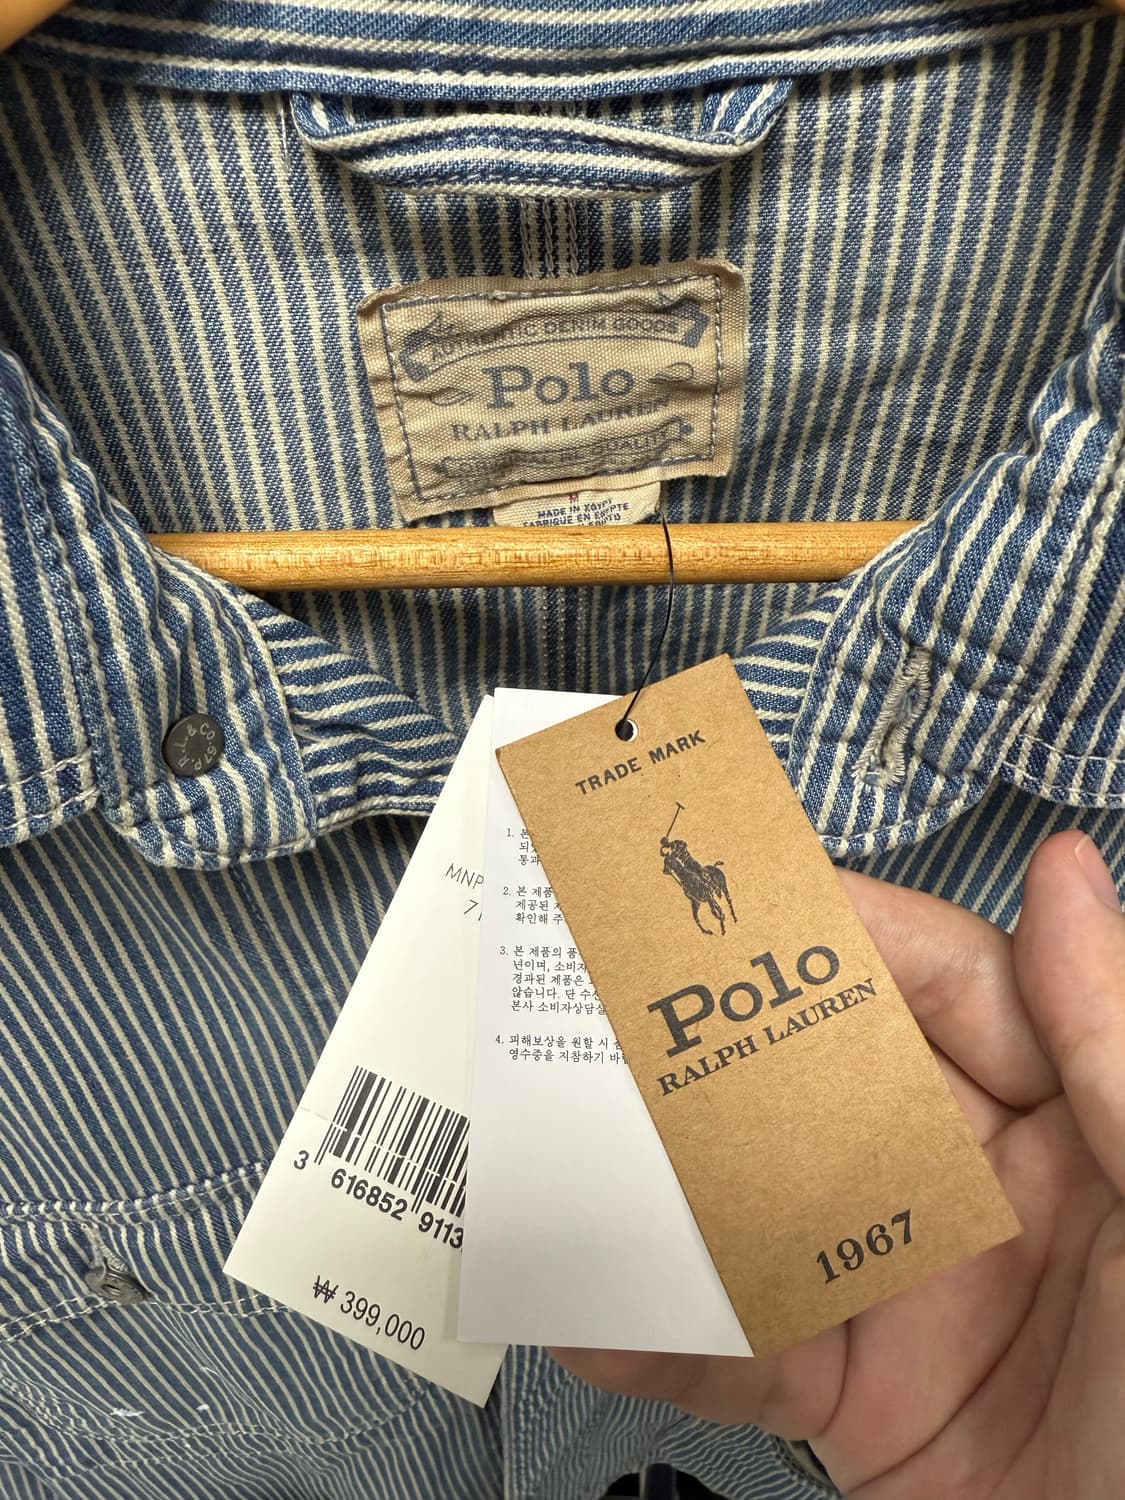 AUTHENTIC DENIM GOODS
Polo
RALPH LAUREN
QUALITY
M
MADE IN EGYPT
FABRIQUE EN EGYPTE
R.L. & CO. 67
TRADE MARK
Polo
RALPH LAUREN
1967
MNP
7
1. 본
되
통과
2. 본 제품
제공된
확인해 주
3. 본 제품의 품
년이며, 소비자
경과된 제품은
않습니다. 단 수선
본사 소비자상담실
4. 피해보상을 원할 시
영수증을 지참하기 바
3 616852 9113
₩ 399,000